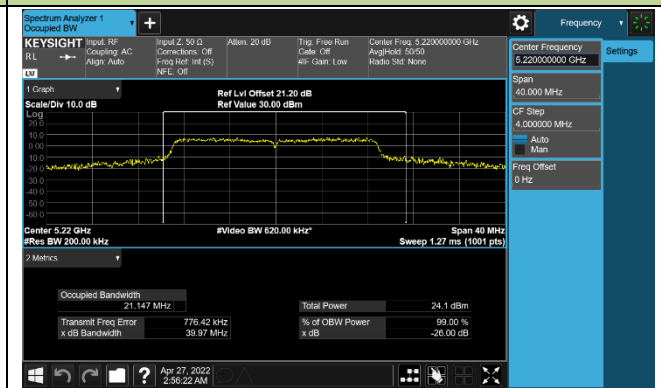 Spectrum Analyzer 1
Occupied BW
+
Frequency
KEYSIGHT
RL
LXI
Input: RF
Coupling: AC
Align: Auto
Input Z: 50 Ω
Corrections: Off
Freq Ref: Int (S)
NFE: Off
Atten: 20 dB
Trig: Free Run
Gate: Off
#IF Gain: Low
Center Freq: 5.220000000 GHz
Avg|Hold: 50/50
Radio Std: None
Center Frequency
5.220000000 GHz
Settings
Span
40.000 MHz
CF Step
4.000000 MHz
Auto
Man
Freq Offset
0 Hz
1 Graph
Scale/Div 10.0 dB
Ref Lvl Offset 21.20 dB
Ref Value 30.00 dBm
Log
20.0
10.0
0.00
-10.0
-20.0
-30.0
-40.0
-50.0
-60.0
Center 5.22 GHz
#Res BW 200.00 kHz
#Video BW 620.00 kHz*
Span 40 MHz
Sweep 1.27 ms (1001 pts)
2 Metrics
Occupied Bandwidth
21.147 MHz
Total Power 24.1 dBm
Transmit Freq Error 776.42 kHz
% of OBW Power 99.00 %
x dB Bandwidth 39.97 MHz
x dB -26.00 dB
?
Apr 27, 2022
2:56:22 AM